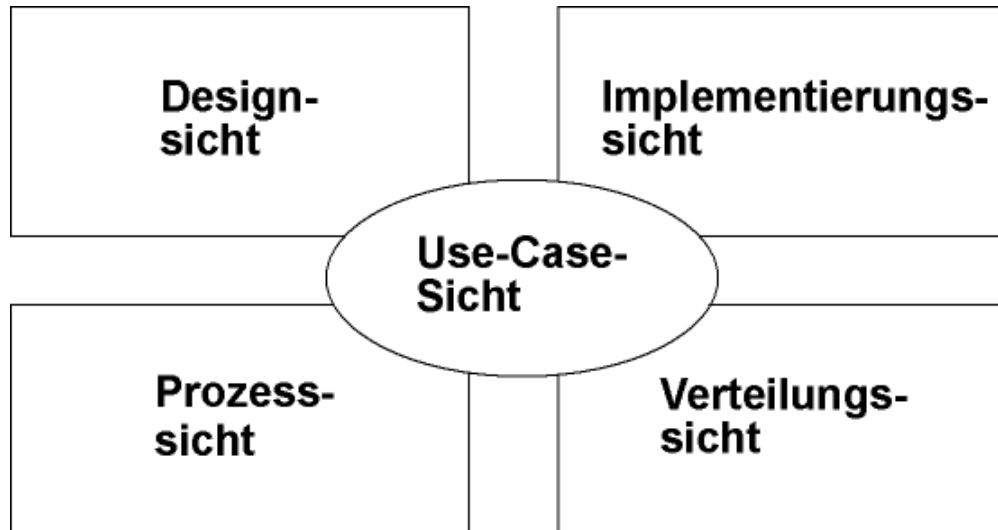 Design-
sicht
Implementierungs-
sicht
Use-Case-
Sicht
Prozess-
sicht
Verteilungs-
sicht